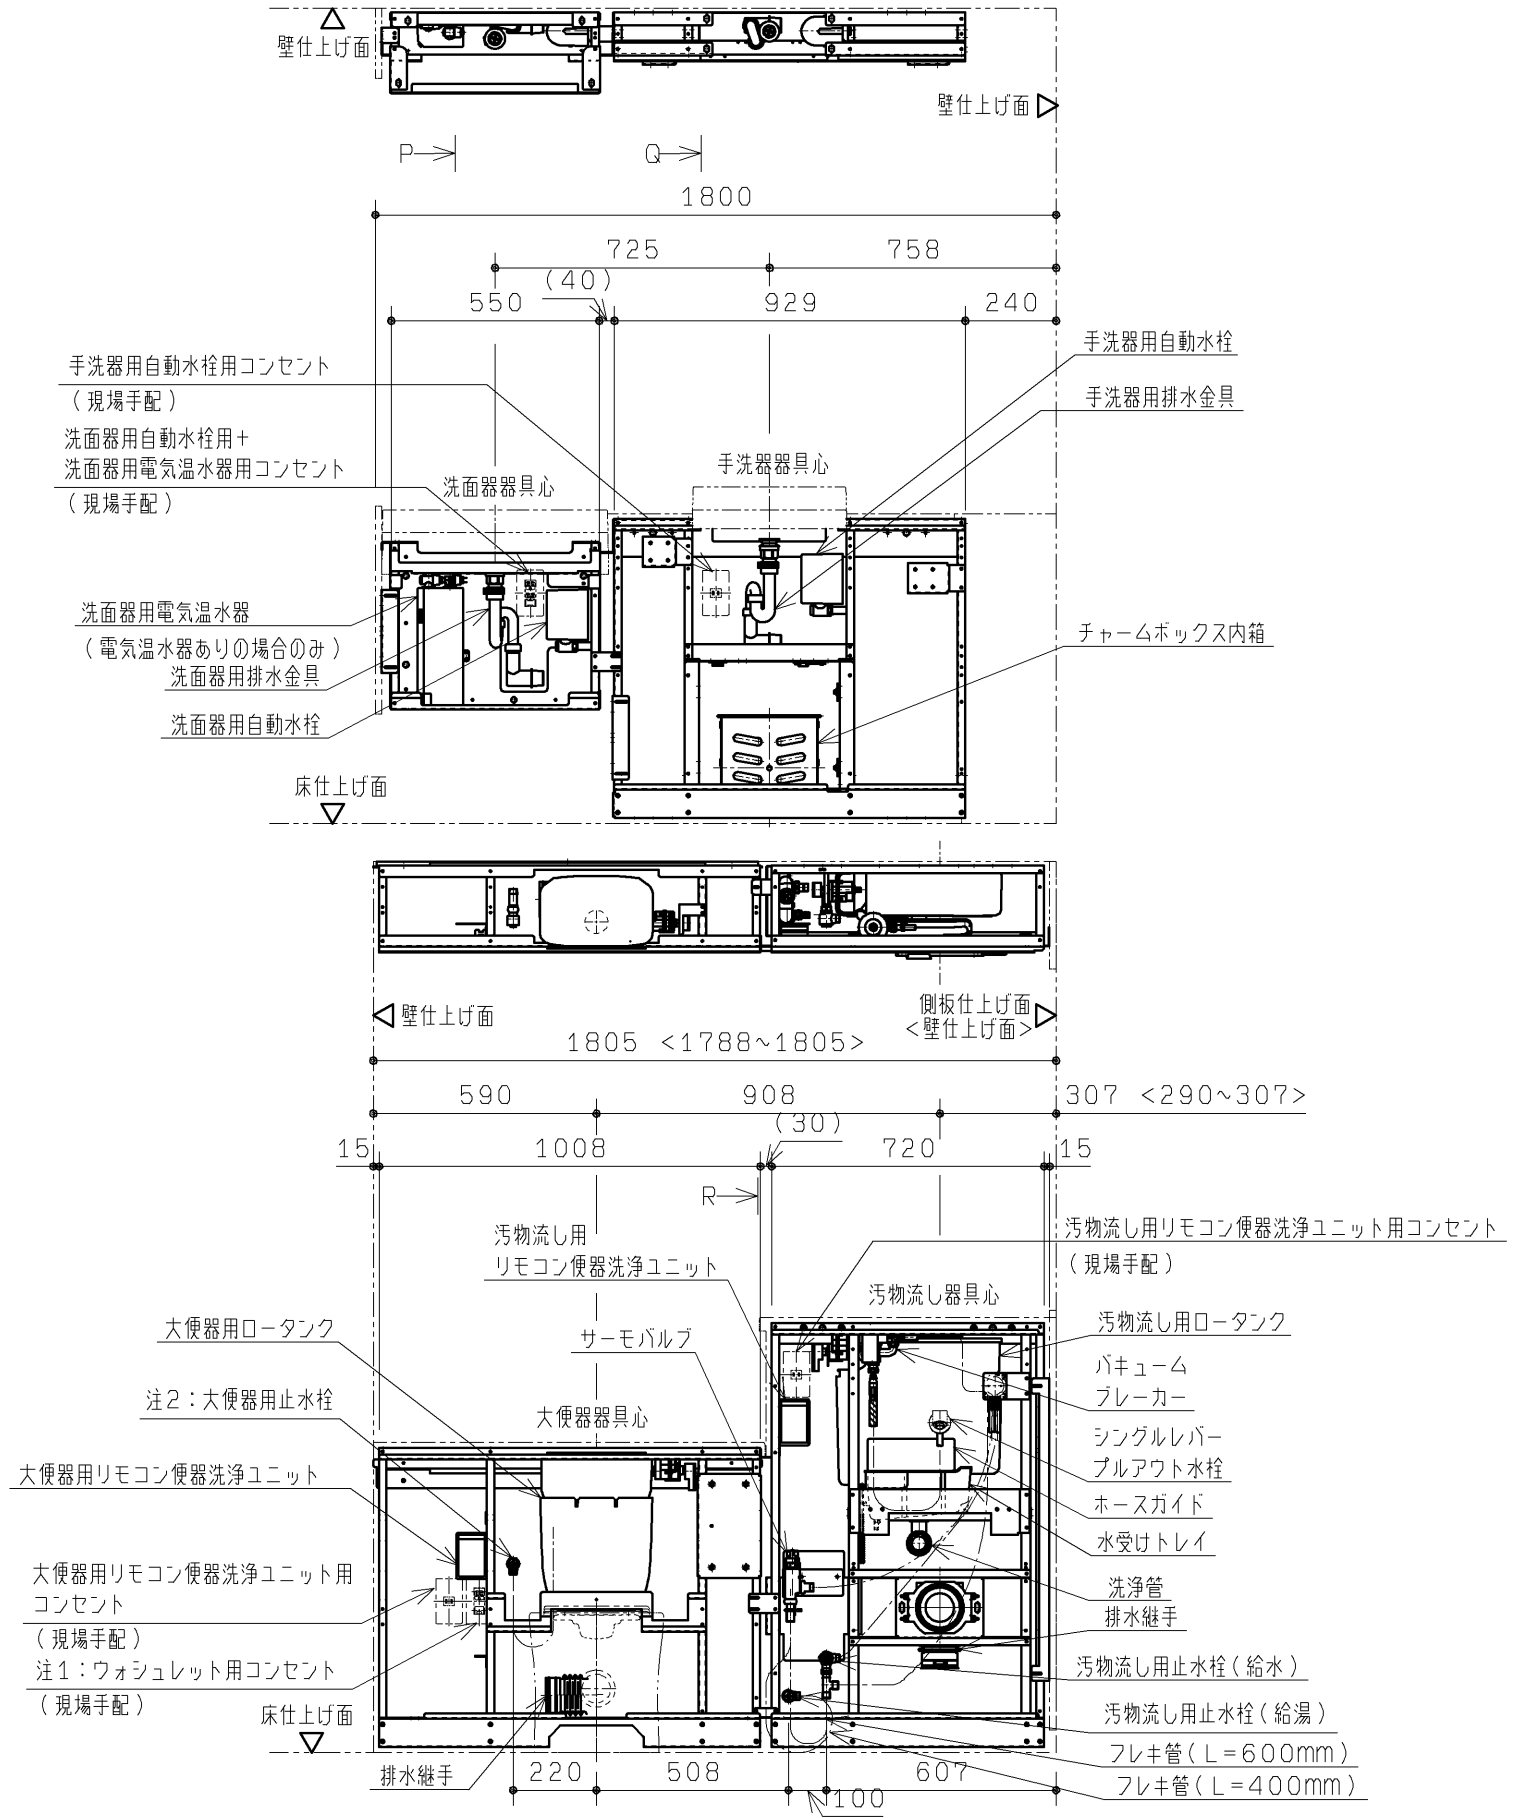 壁仕上げ面
壁仕上げ面
P
Q
1800
725
758
(40)
550
929
240
手洗器用自動水栓用コンセント
(現場手配)
洗面器用自動水栓用+
洗面器用電気温水器用コンセント
(現場手配)
洗面器器具心
手洗器器具心
手洗器用自動水栓
手洗器用排水金具
洗面器用電気温水器
(電気温水器ありの場合のみ)
洗面器用排水金具
洗面器用自動水栓
チャームボックス内箱
床仕上げ面
壁仕上げ面
側板仕上げ面
<壁仕上げ面>
1805 <1788~1805>
590
908
307 <290~307>
(30)
15
1008
720
15
R
汚物流し用
リモコン便器洗浄ユニット
汚物流し用リモコン便器洗浄ユニット用コンセント
(現場手配)
汚物流し器具心
大便器用ロータンク
サーモバルブ
汚物流し用ロータンク
バキューム
ブレーカー
注2:大便器用止水栓
大便器器具心
シングルレバー
プルアウト水栓
大便器用リモコン便器洗浄ユニット
ホースガイド
水受けトレイ
大便器用リモコン便器洗浄ユニット用
コンセント
(現場手配)
洗浄管
排水継手
注1:ウォシュレット用コンセント
(現場手配)
汚物流し用止水栓(給水)
床仕上げ面
汚物流し用止水栓(給湯)
フレキ管(L=600mm)
フレキ管(L=400mm)
排水継手
220
508
607
100